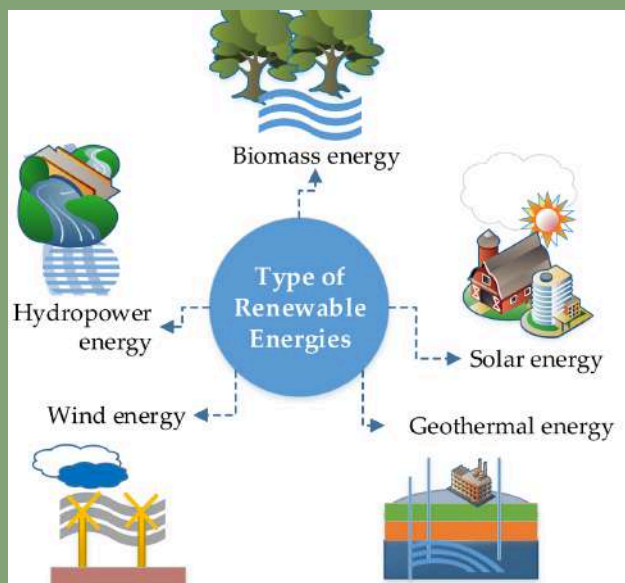 Biomass energy
Type of
Renewable
Energies
Hydropower
energy
Solar energy
Wind energy
Geothermal energy